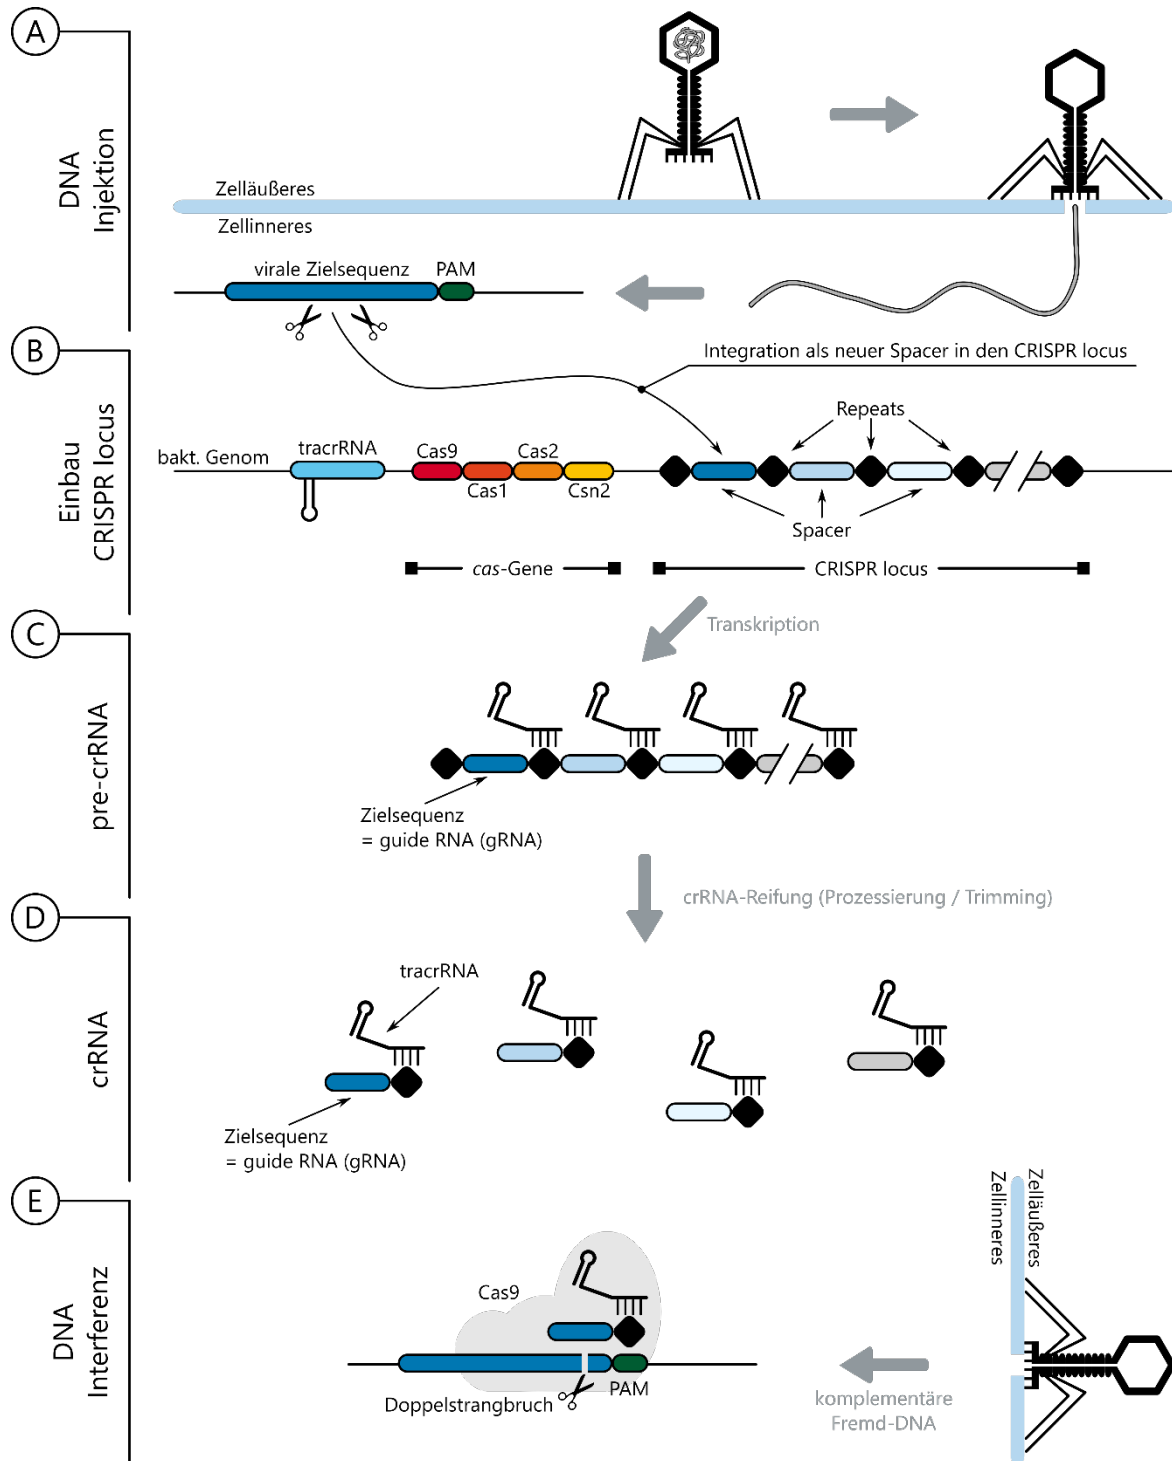 A
DNA
Injektion
Zelläußeres
Zellinneres
virale Zielsequenz
PAM
B
Einbau
CRISPR locus
Integration als neuer Spacer in den CRISPR locus
Repeats
bakt. Genom
tracrRNA
Cas9
Cas2
Cas1
Csn2
Spacer
cas-Gene
CRISPR locus
C
pre-crRNA
Transkription
Zielsequenz
= guide RNA (gRNA)
crRNA-Reifung (Prozessierung / Trimming)
D
crRNA
tracrRNA
Zielsequenz
= guide RNA (gRNA)
E
DNA
Interferenz
Zellinneres
Zelläußeres
Cas9
PAM
Doppelstrangbruch
komplementäre
Fremd-DNA